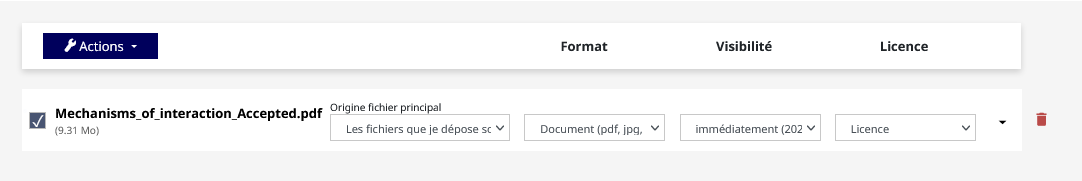 Actions
Format
Visibilité
Licence
Mechanisms_of_interaction_Accepted.pdf
(9.31 Mo)
Origine fichier principal
Les fichiers que je dépose sc
Document (pdf, jpg,
immédiatement (202
Licence